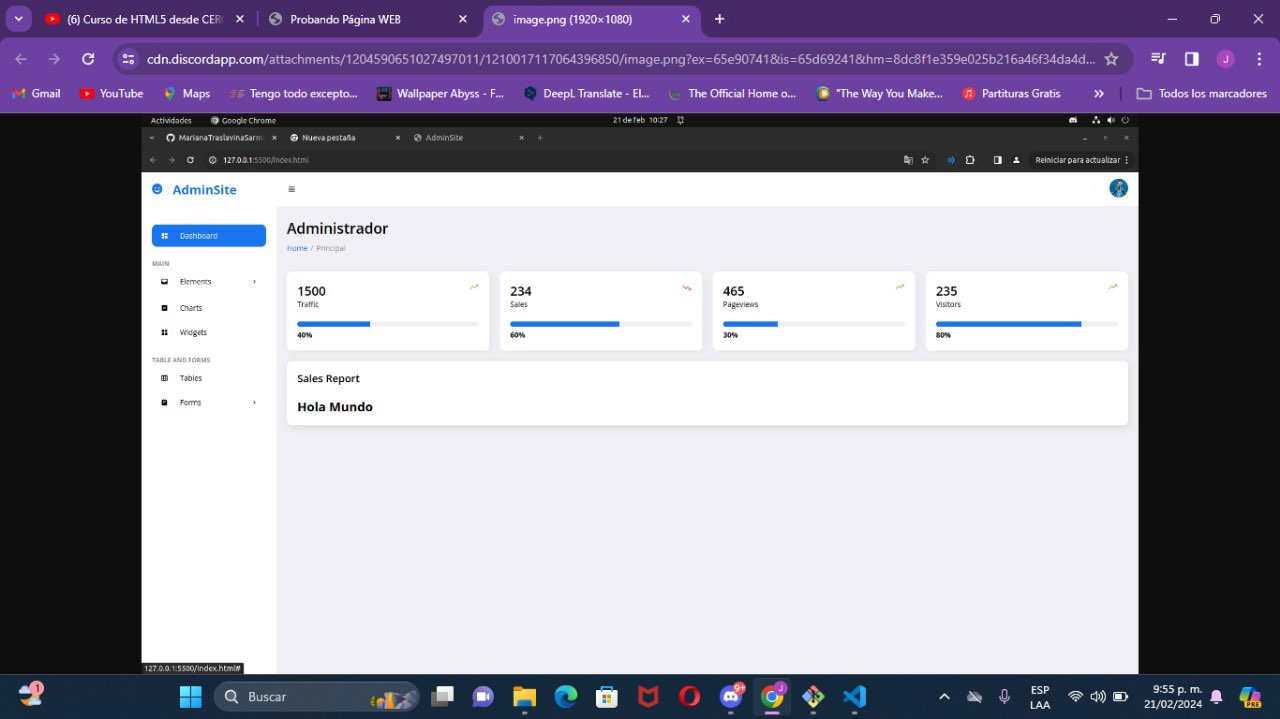 (6) Curso de HTML5 desde CER
Probando Página WEB
image.png (1920×1080)
cdn.discordapp.com/attachments/1204590651027497011/1210017117064396850/image.png?ex=65e90741&is=65d69241&hm=8dc8f1e359e025b216a46f34da4d...
J
Gmail
YouTube
Maps
Tengo todo excepto...
Wallpaper Abyss - F...
DeepL Translate - El...
The Official Home o...
"The Way You Make...
Partituras Gratis
»
Todos los marcadores
Actividades
Google Chrome
21 de feb 10:27
MarianaTraslavinaSarm
Nueva pestaña
AdminSite
127.0.0.1:5500/index.html
Reiniciar para actualizar
AdminSite
Dashboard
MAIN
Elements
Charts
Widgets
TABLE AND FORMS
Tables
Forms
Administrador
Home / Principal
1500
Traffic
40%
234
Sales
60%
465
Pageviews
30%
235
Visitors
80%
Sales Report
Hola Mundo
127.0.0.1:5500/index.html#
1
Buscar
9+
J
ESP
LAA
9:55 p. m.
21/02/2024
PRE